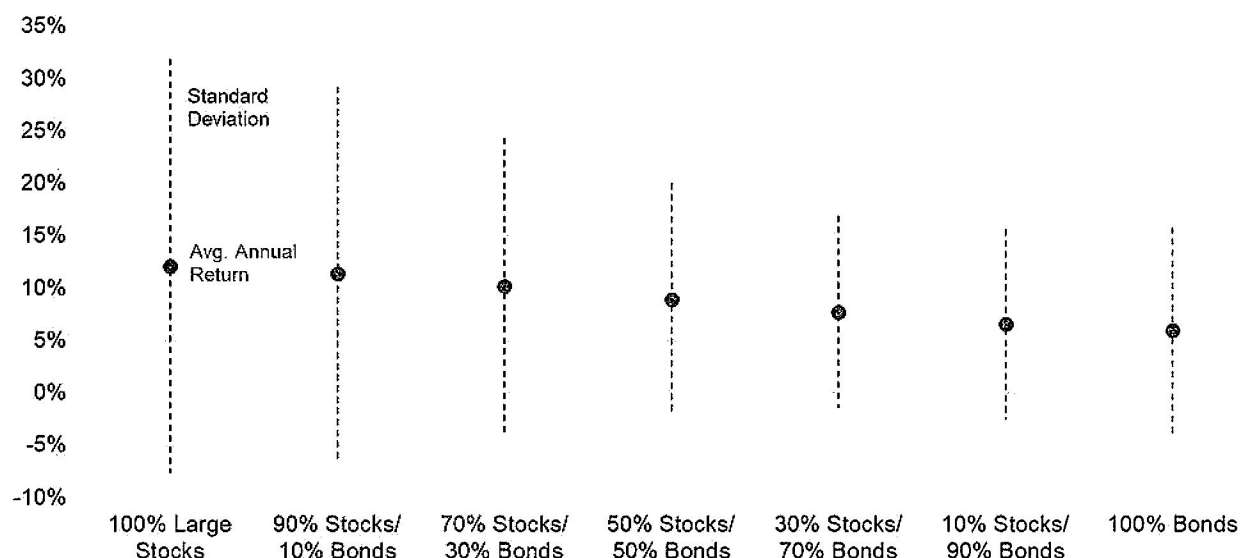 35%
30%
Standard
Deviation
25%
20%
15%
Avg. Annual
Return
10%
5%
0%
-5%
-10%
100% Large
Stocks
90% Stocks/
10% Bonds
70% Stocks/
30% Bonds
50% Stocks/
50% Bonds
30% Stocks/
70% Bonds
10% Stocks/
90% Bonds
100% Bonds